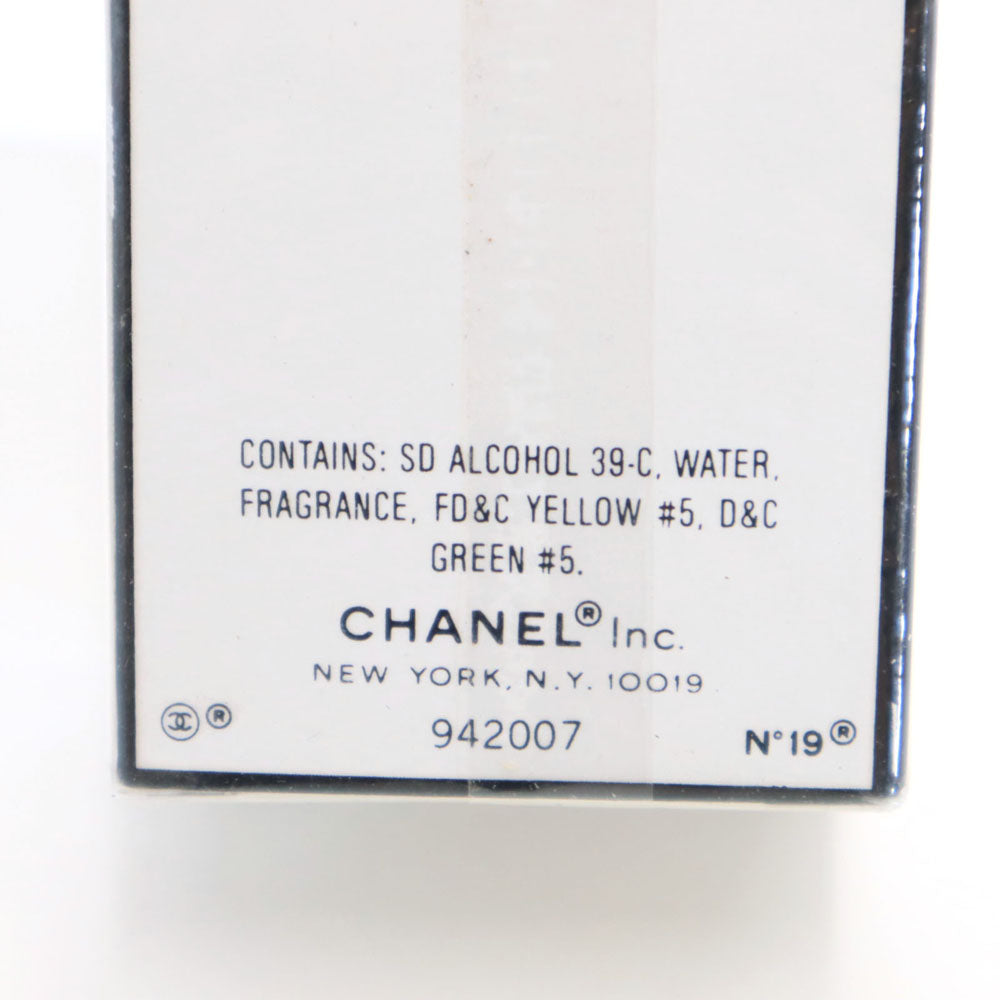 CONTAINS: SD ALCOHOL 39-C, WATER,
FRAGRANCE, FD&C YELLOW #5, D&C
GREEN #5.
CHANEL® Inc.
NEW YORK, N.Y. 10019
® 942007 N°19®